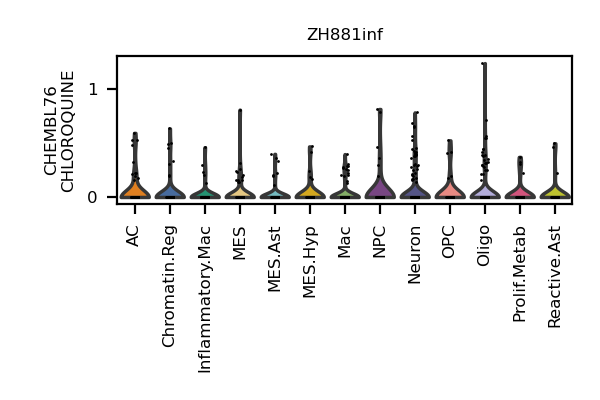 ZH881inf
CHEMBL76
CHLOROQUINE
1
0
AC
Chromatin.Reg
Inflammatory.Mac
MES
MES.Ast
MES.Hyp
Mac
NPC
Neuron
OPC
Oligo
Prolif.Metab
Reactive.Ast